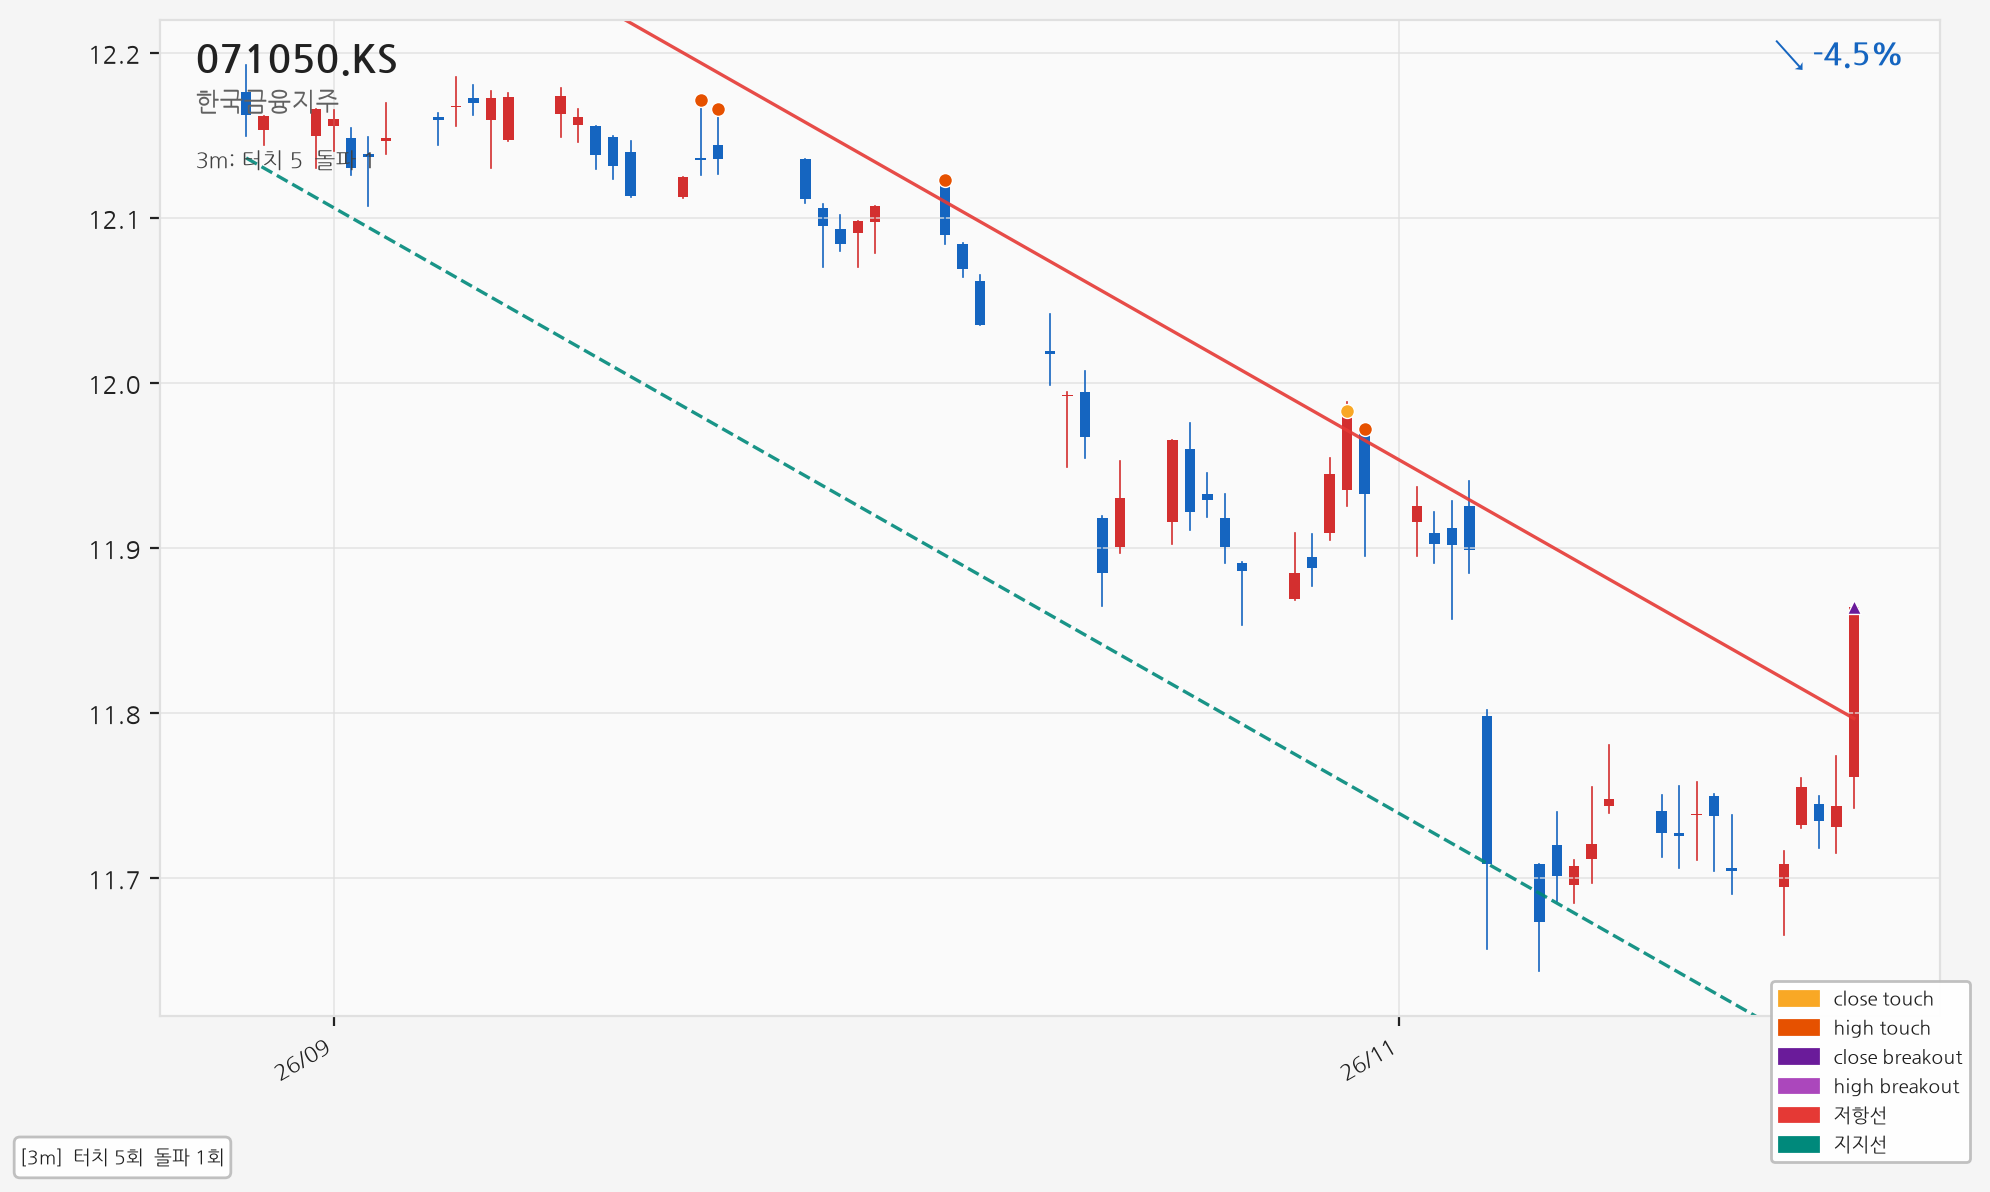 071050.KS
한국금융지주
3m: 터치 5 돌파 1
-4.5%
12.2
12.1
12.0
11.9
11.8
11.7
26/09
26/11
close touch
high touch
close breakout
high breakout
저항선
지지선
[3m] 터치 5회 돌파 1회